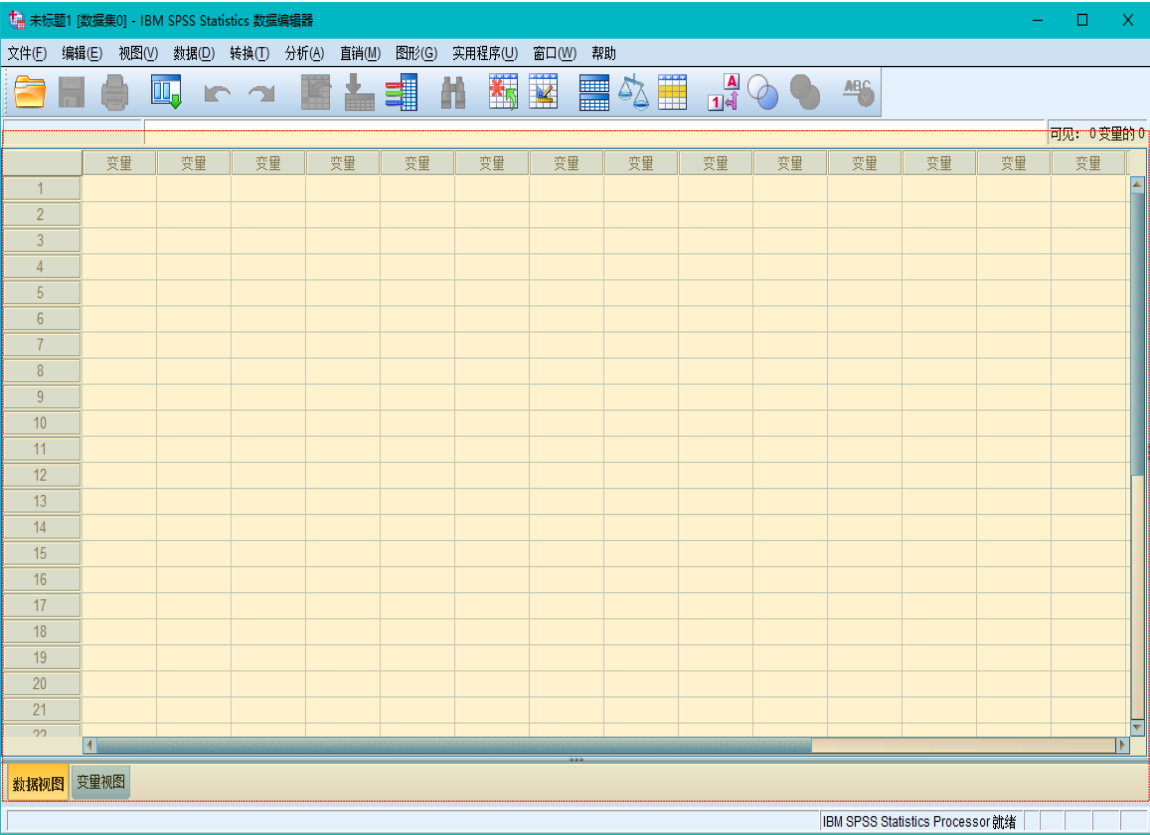 未标题1 [数据集0] - IBM SPSS Statistics 数据编辑器
文件(F) 编辑(E) 视图(V) 数据(D) 转换(T) 分析(A) 直销(M) 图形(G) 实用程序(U) 窗口(W) 帮助
A
1
ABC
可见: 0 变量的 0
变量 变量 变量 变量 变量 变量 变量 变量 变量 变量 变量 变量 变量 变量
1
2
3
4
5
6
7
8
9
10
11
12
13
14
15
16
17
18
19
20
21
22
数据视图 变量视图
IBM SPSS Statistics Processor 就绪